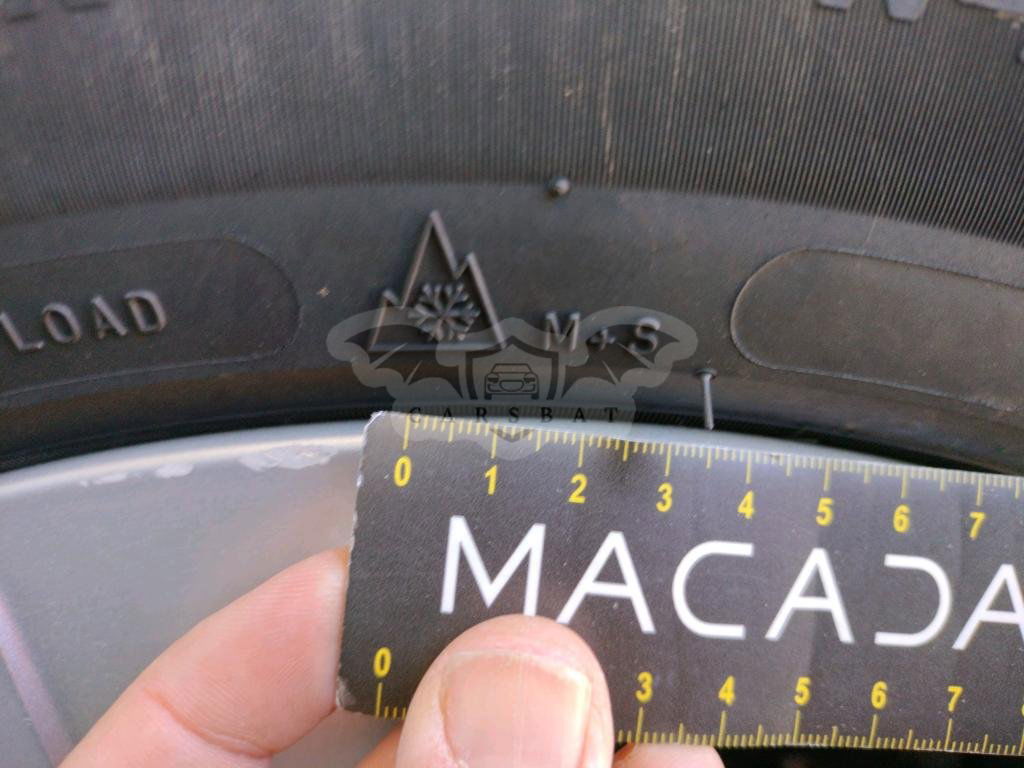 LOAD
M+S
CARSBAT
0 1 2 3 4 5 6 7
MACADA
0 3 4 5 6 7